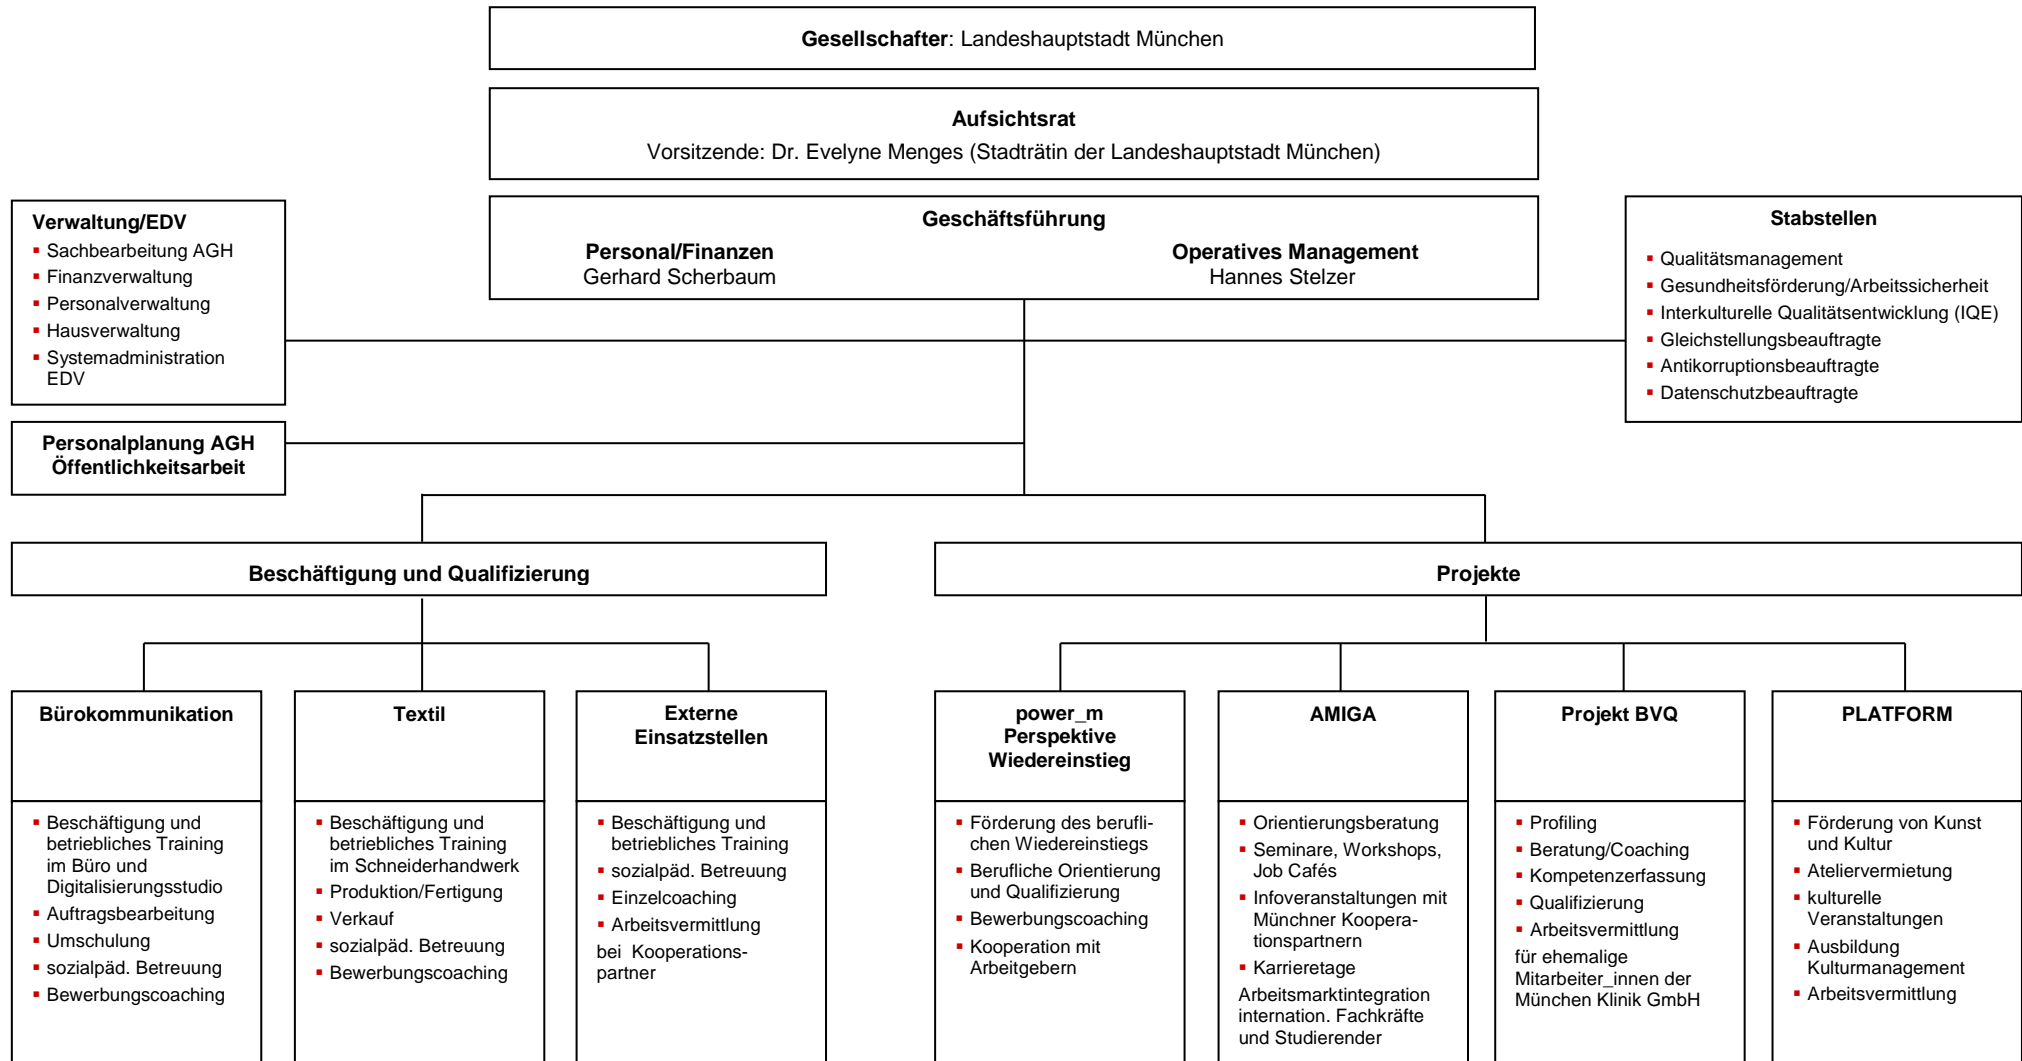 Gesellschafter: Landeshauptstadt München
Aufsichtsrat
Vorsitzende: Dr. Evelyne Menges (Stadträtin der Landeshauptstadt München)
Verwaltung/EDV
▪ Sachbearbeitung AGH
▪ Finanzverwaltung
▪ Personalverwaltung
▪ Hausverwaltung
▪ Systemadministration
EDV
Geschäftsführung
Personal/Finanzen
Gerhard Scherbaum
Operatives Management
Hannes Stelzer
Stabstellen
▪ Qualitätsmanagement
▪ Gesundheitsförderung/Arbeitssicherheit
▪ Interkulturelle Qualitätsentwicklung (IQE)
▪ Gleichstellungsbeauftragte
▪ Antikorruptionsbeauftragte
▪ Datenschutzbeauftragte
Personalplanung AGH
Öffentlichkeitsarbeit
Beschäftigung und Qualifizierung
Projekte
Bürokommunikation
▪ Beschäftigung und
betriebliches Training
im Büro und
Digitalisierungsstudio
▪ Auftragsbearbeitung
▪ Umschulung
▪ sozialpäd. Betreuung
▪ Bewerbungscoaching
Textil
▪ Beschäftigung und
betriebliches Training
im Schneiderhandwerk
▪ Produktion/Fertigung
▪ Verkauf
▪ sozialpäd. Betreuung
▪ Bewerbungscoaching
Externe
Einsatzstellen
▪ Beschäftigung und
betriebliches Training
▪ sozialpäd. Betreuung
▪ Einzelcoaching
▪ Arbeitsvermittlung
bei Kooperations-
partner
power_m
Perspektive
Wiedereinstieg
▪ Förderung des berufli-
chen Wiedereinstiegs
▪ Berufliche Orientierung
und Qualifizierung
▪ Bewerbungscoaching
▪ Kooperation mit
Arbeitgebern
AMIGA
▪ Orientierungsberatung
▪ Seminare, Workshops,
Job Cafés
▪ Infoveranstaltungen mit
Münchner Koopera-
tionspartnern
▪ Karrieretage
Arbeitsmarktintegration
internation. Fachkräfte
und Studierender
Projekt BVQ
▪ Profiling
▪ Beratung/Coaching
▪ Kompetenzerfassung
▪ Qualifizierung
▪ Arbeitsvermittlung
für ehemalige
Mitarbeiter_innen der
München Klinik GmbH
PLATFORM
▪ Förderung von Kunst
und Kultur
▪ Ateliervermietung
▪ kulturelle
Veranstaltungen
▪ Ausbildung
Kulturmanagement
▪ Arbeitsvermittlung